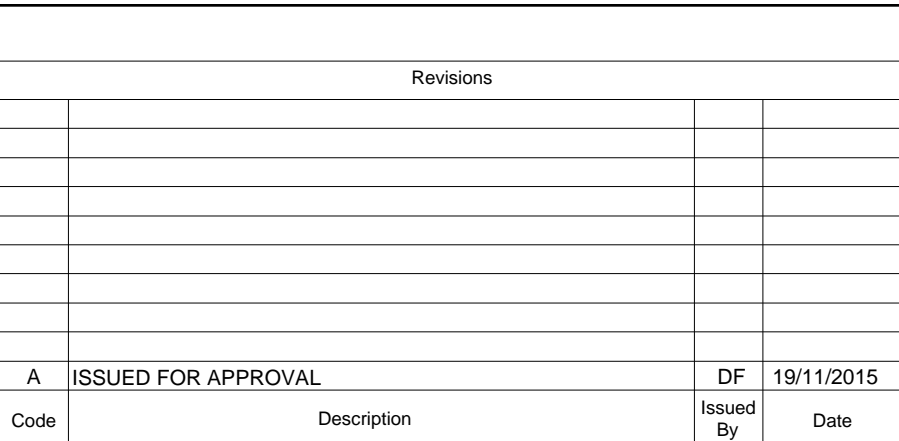 Revisions
A ISSUED FOR APPROVAL DF 19/11/2015
Code Description Issued By Date